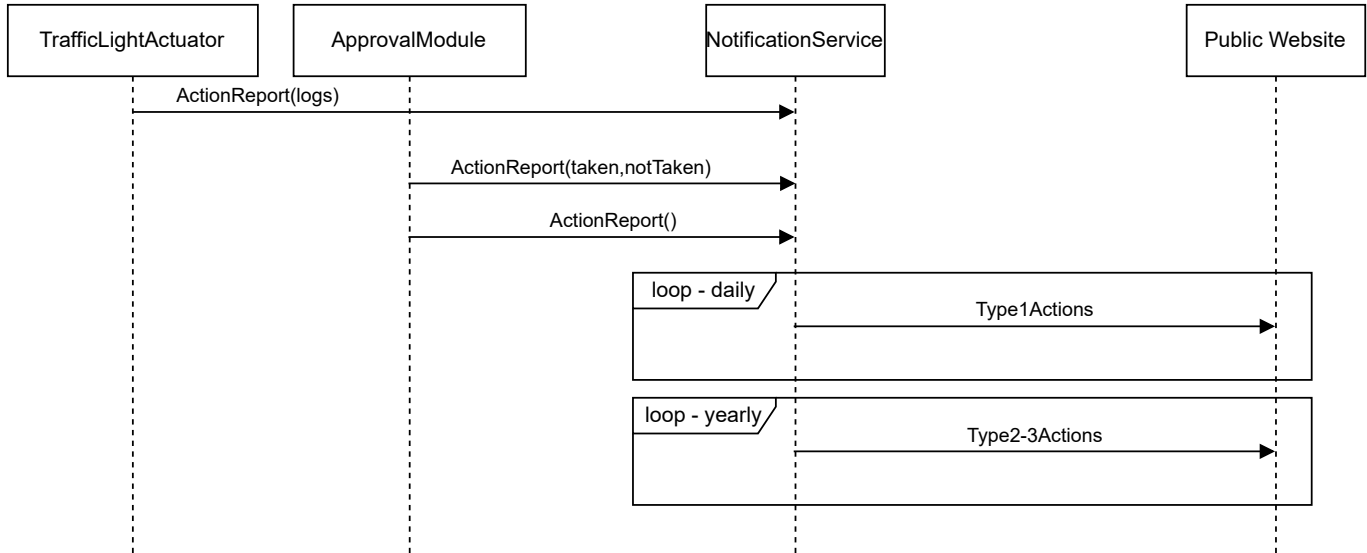 TrafficLightActuator
ApprovalModule
NotificationService
Public Website
ActionReport(logs)
ActionReport(taken,notTaken)
ActionReport()
loop - daily
Type1Actions
loop - yearly
Type2-3Actions